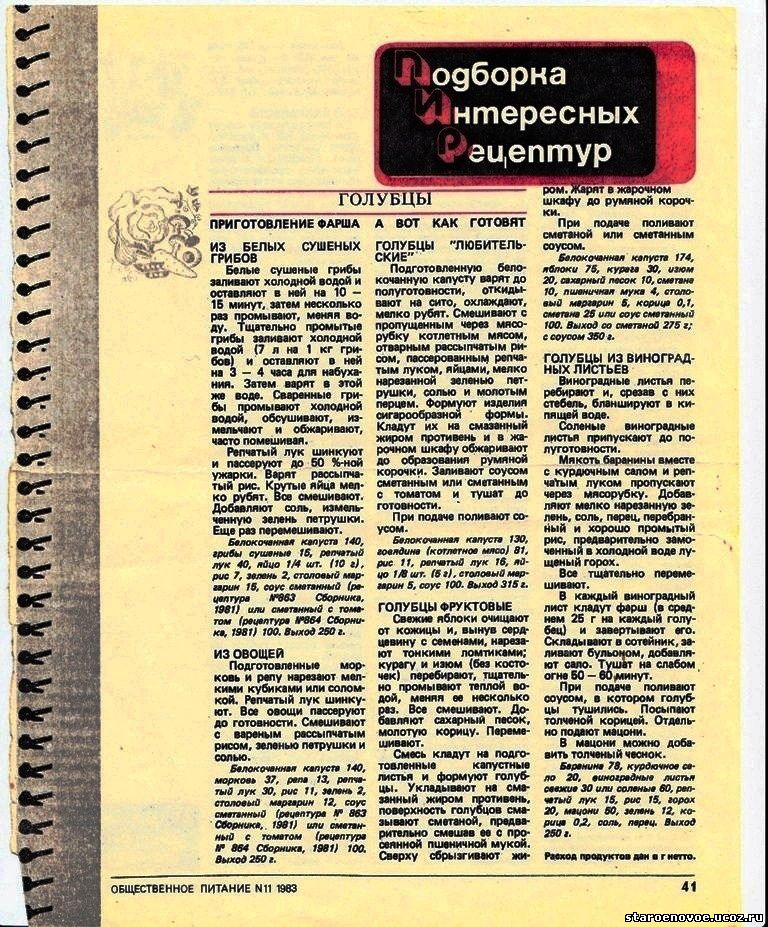 Подборка
Интересных
Рецептур
ГОЛУБЦЫ
ПРИГОТОВЛЕНИЕ ФАРША
ИЗ БЕЛЫХ СУШЕНЫХ
ГРИБОВ
Белые сушеные грибы
заливают холодной водой и
оставляют в ней на 10 —
15 минут, затем несколько
раз промывают, меняя во-
ду. Тщательно промытые
грибы заливают холодной
водой (7 л на 1 кг гри-
бов) и оставляют в ней
на 3 — 4 часа для набуха-
ния. Затем варят в этой
же воде. Сваренные гри-
бы промывают холодной
водой, обсушивают, из-
мельчают и обжаривают,
часто помешивая.
Репчатый лук шинкуют
и пассеруют до 50 %-ной
ужарки. Варят рассыпча-
тый рис. Крутые яйца мел-
ко рубят. Все смешивают.
Добавляют соль, измель-
ченную зелень петрушки.
Еще раз перемешивают.
Белокочанная капуста 140,
грибы сушеные 15, репчатый
лук 40, яйцо 1/4 шт. (10 г),
рис 7, зелень 2, столовый мар-
гарин 15, соус сметанный (ре-
цептура №863 Сборника,
1981) или сметанный с тома-
том (рецептура №864 Сборни-
ка, 1981) 100. Выход 250 г.
ИЗ ОВОЩЕЙ
Подготовленные мор-
ковь и репу нарезают мел-
кими кубиками или солом-
кой. Репчатый лук шинку-
ют. Все овощи пассеруют
до готовности. Смешивают
с вареным рассыпчатым
рисом, зеленью петрушки и
солью.
Белокочанная капуста 140,
морковь 37, репа 13, репча-
тый лук 30, рис 11, зелень 2,
столовый маргарин 12, соус
сметанный (рецептура № 863
Сборника, 1981) или сметан-
ный с томатом (рецептура
№ 864 Сборника, 1981) 100.
Выход 250 г.
А ВОТ КАК ГОТОВЯТ
ГОЛУБЦЫ "ЛЮБИТЕЛЬ-
СКИЕ"
Подготовленную бело-
кочанную капусту варят до
полуготовности, откиды-
вают на сито, охлаждают,
мелко рубят. Смешивают с
пропущенным через мясо-
рубку котлетным мясом,
отварным рассыпчатым ри-
сом, пассерованным репча-
тым луком, яйцами, мелко
нарезанной зеленью пет-
рушки, солью и молотым
перцем. Формуют изделия
сигарообразной формы.
Кладут их на смазанный
жиром противень и в жа-
рочном шкафу обжаривают
до образования румяной
корочки. Заливают соусом
сметанным или сметанным
с томатом и тушат до
готовности.
При подаче поливают со-
усом.
Белокочанная капуста 130,
говядина (котлетное мясо) 81,
рис 11, репчатый лук 16, яй-
цо 1/8 шт. (5 г), столовый мар-
гарин 5, соус 100. Выход 315 г.
ГОЛУБЦЫ ФРУКТОВЫЕ
Свежие яблоки очищают
от кожицы и, вынув серд-
цевину с семенами, нареза-
ют тонкими ломтиками;
курагу и изюм (без косто-
чек) перебирают, тщатель-
но промывают теплой во-
дой, меняя ее несколько
раз. Все смешивают. До-
бавляют сахарный песок,
молотую корицу. Переме-
шивают.
Смесь кладут на подго-
товленные капустные
листья и формуют голуб-
цы. Укладывают на сма-
занный жиром противень,
поверхность голубцов сма-
зывают сметаной, предва-
рительно смешав ее с про-
сеянной пшеничной мукой.
Сверху сбрызгивают жи-
ром. Жарят в жарочном
шкафу до румяной короч-
ки.
При подаче поливают
сметаной или сметанным
соусом.
Белокочанная капуста 174,
яблоки 75, курага 30, изюм
20, сахарный песок 10, сметана
10, пшеничная мука 4, столо-
вый маргарин 5, корица 0,1,
сметана 25 или соус сметанный
100. Выход со сметаной 275 г;
с соусом 350 г.
ГОЛУБЦЫ ИЗ ВИНОГРАД-
НЫХ ЛИСТЬЕВ
Виноградные листья пе-
ребирают и, срезав с них
стебель, бланшируют в ки-
пящей воде.
Соленые виноградные
листья припускают до по-
луготовности.
Мякоть баранины вместе
с курдючным салом и реп-
чатым луком пропускают
через мясорубку. Добав-
ляют мелко нарезанную зе-
лень, соль, перец, перебран-
ный и хорошо промытый
рис, предварительно замо-
ченный в холодной воде лу-
щеный горох.
Все тщательно переме-
шивают.
В каждый виноградный
лист кладут фарш (в сред-
нем 25 г на каждый голу-
бец) и завертывают его.
Складывают в сотейник, за-
ливают бульоном, добавля-
ют сало. Тушат на слабом
огне 50 — 60 минут.
При подаче поливают
соусом, в котором голуб-
цы тушились. Посыпают
толченой корицей. Отдель-
но подают мацони.
В мацони можно доба-
вить толченый чеснок.
Баранина 78, курдючное са-
ло 20, виноградные листья
свежие 30 или соленые 60, реп-
чатый лук 15, рис 15, горох
20, мацони 50, зелень 12, ко-
рица 0,2, соль, перец. Выход
250 г.
Расход продуктов дан в г нетто.
ОБЩЕСТВЕННОЕ ПИТАНИЕ N11 1983
41
staroenovoe.ucoz.ru